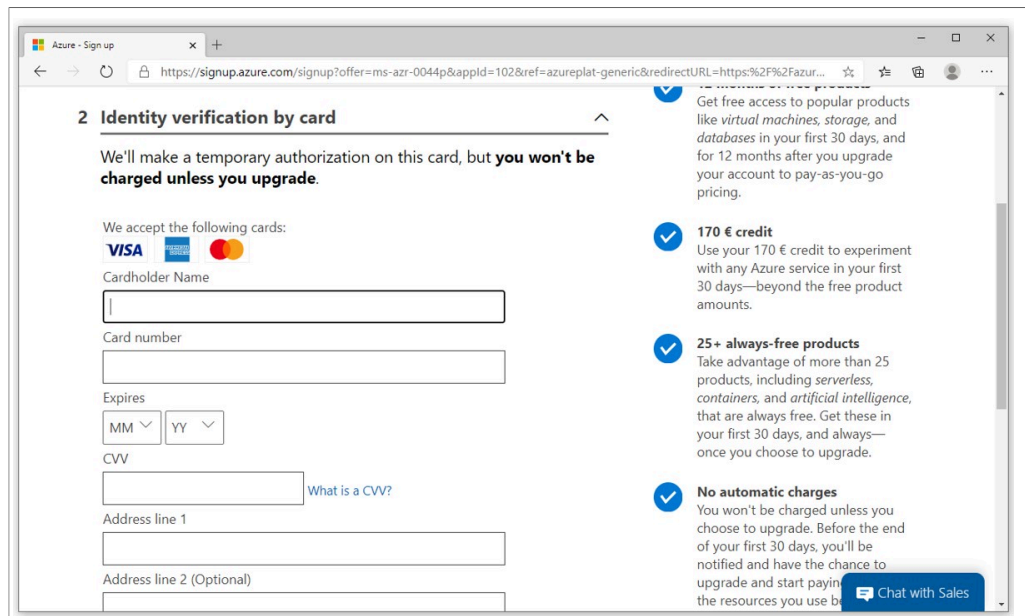 Azure - Sign up
https://signup.azure.com/signup?offer=ms-azr-0044p&appId=102&ref=azureplat-generic&redirectURL=https:%2F%2Fazur...
2 Identity verification by card
We'll make a temporary authorization on this card, but you won't be
charged unless you upgrade.
We accept the following cards:
VISA
Cardholder Name
Card number
Expires
MM YY
CVV
What is a CVV?
Address line 1
Address line 2 (Optional)
12 months of free products
Get free access to popular products
like virtual machines, storage, and
databases in your first 30 days, and
for 12 months after you upgrade
your account to pay-as-you-go
pricing.
170 € credit
Use your 170 € credit to experiment
with any Azure service in your first
30 days—beyond the free product
amounts.
25+ always-free products
Take advantage of more than 25
products, including serverless,
containers, and artificial intelligence,
that are always free. Get these in
your first 30 days, and always—
once you choose to upgrade.
No automatic charges
You won't be charged unless you
choose to upgrade. Before the end
of your first 30 days, you'll be
notified and have the chance to
upgrade and start
the resources you use
Chat with Sales